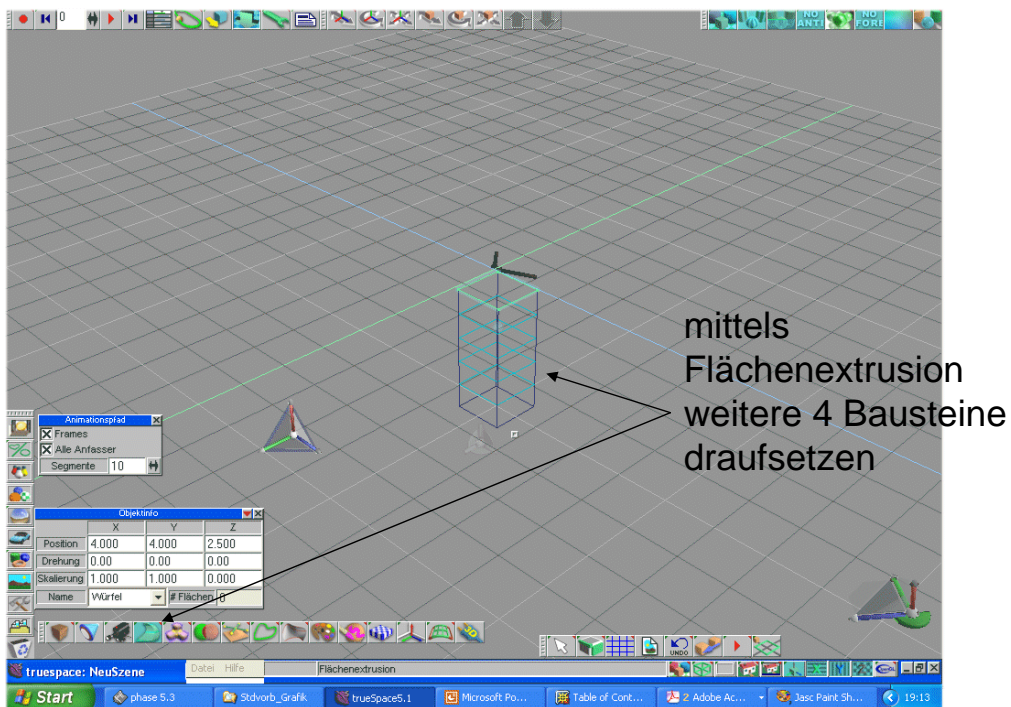 0
NO
ANTI
NO
FORE
mittels
Flächenextrusion
weitere 4 Bausteine
draufsetzen
Animationspfad
Frames
Alle Anfasser
Segmente 10
Objektinfo
X Y Z
Position 4.000 4.000 2.500
Drehung 0.00 0.00 0.00
Skalierung 1.000 1.000 0.000
Name Würfel # Flächen 0
UNDO
truespace: NeuSzene Datei Hilfe Flächenextrusion
Start phase 5.3 Stdvorb_Grafik trueSpace5.1 Microsoft Po... Table of Cont... 2 Adobe Ac... Jasc Paint Sh... 19:13